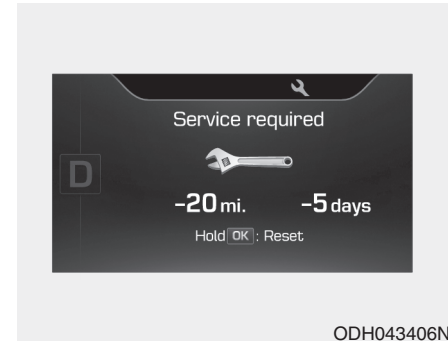 Service required
D
-20 mi. -5 days
Hold OK : Reset
ODH043406N